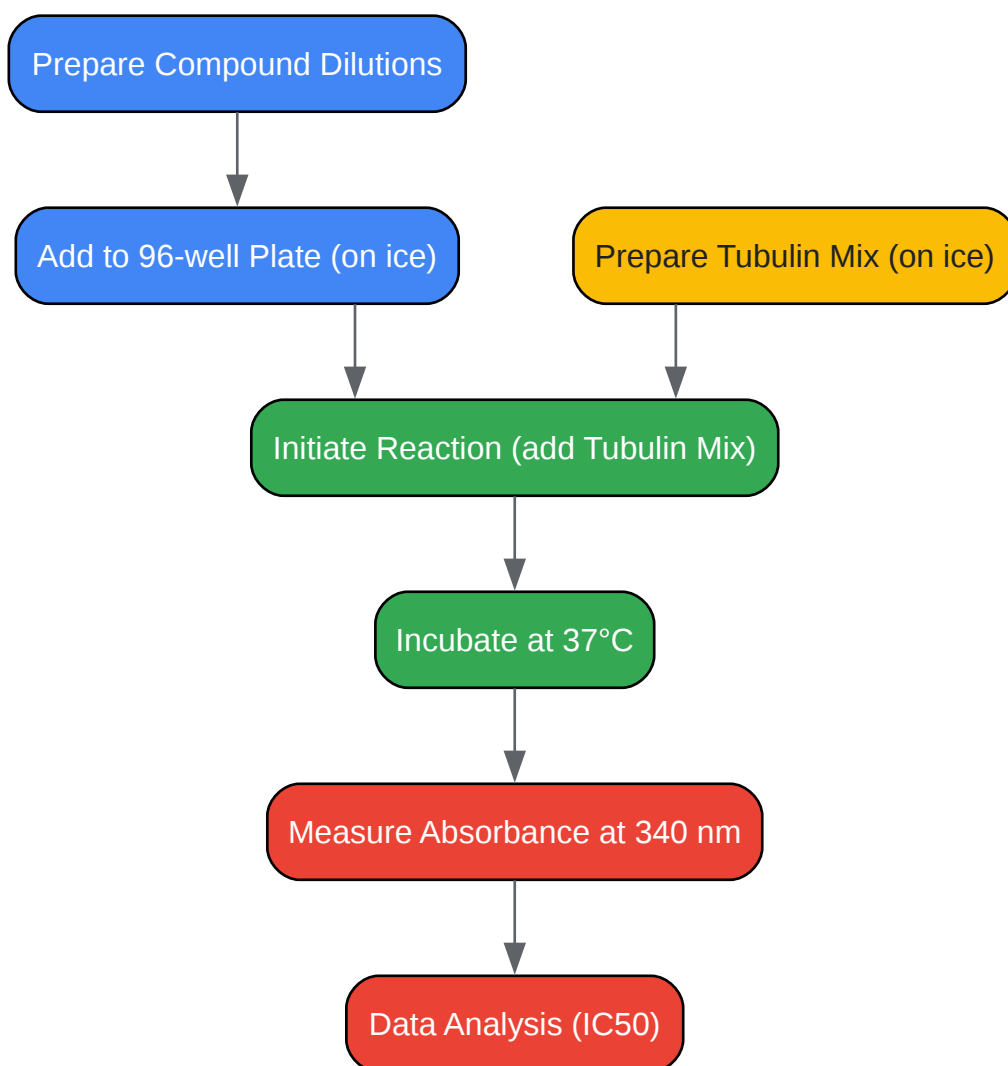 Prepare Compound Dilutions
Add to 96-well Plate (on ice)
Prepare Tubulin Mix (on ice)
Initiate Reaction (add Tubulin Mix)
Incubate at 37°C
Measure Absorbance at 340 nm
Data Analysis (IC50)